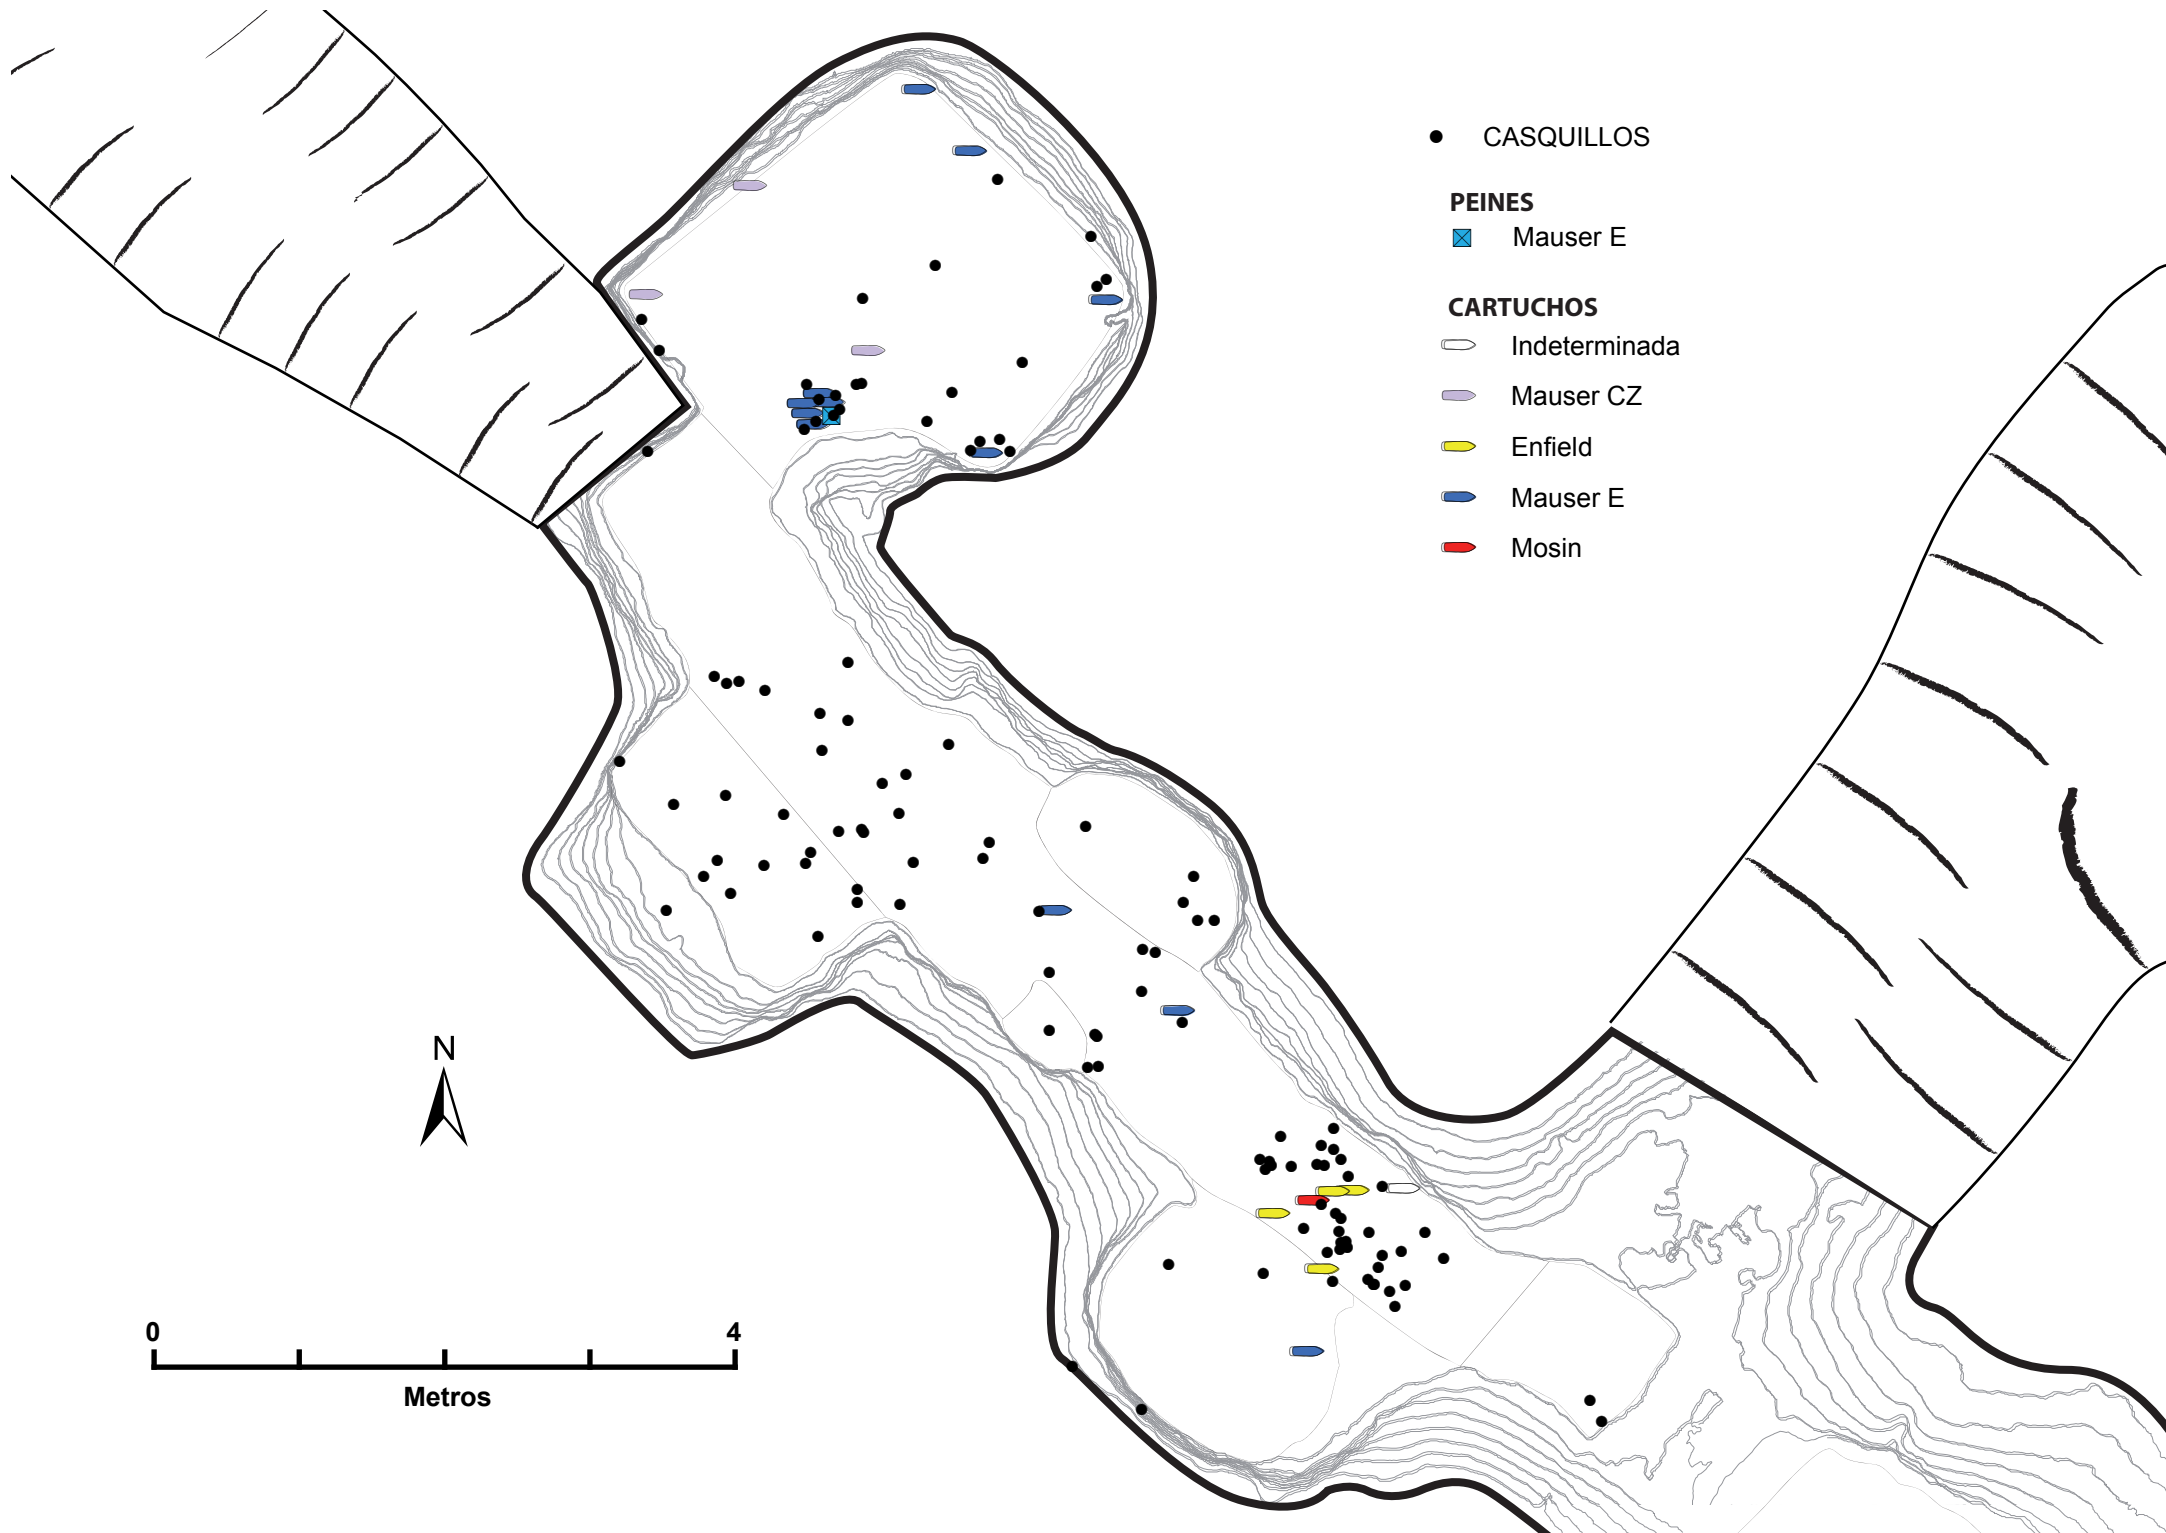 CASQUILLOS
PEINES
Mauser E
CARTUCHOS
Indeterminada
Mauser CZ
Enfield
Mauser E
Mosin
N
0 4
Metros